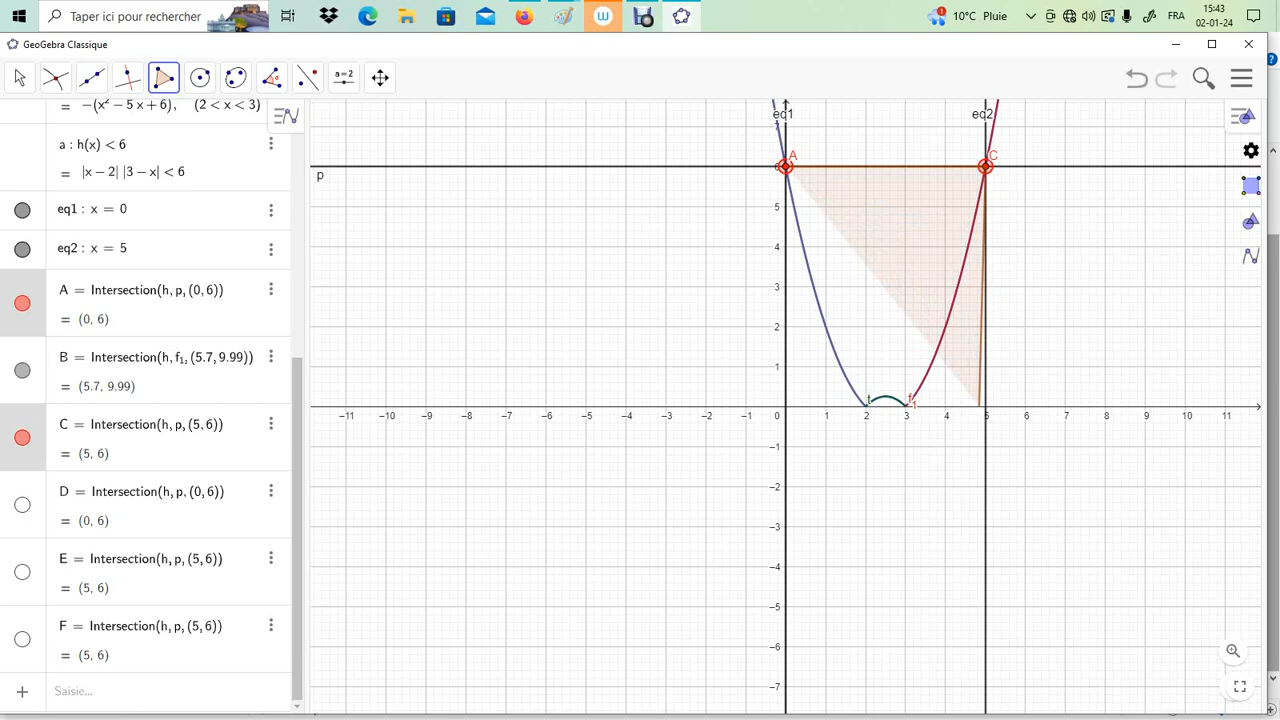 Taper ici pour rechercher
W
10°C Pluie
FRA
15:43
02-01-24
GeoGebra Classique
a=2
= −(x² − 5 x + 6), (2 < x < 3)
a : h(x) < 6
= |x − 2| |3 − x| < 6
eq1 : x = 0
eq2 : x = 5
A = Intersection(h, p, (0, 6))
= (0, 6)
B = Intersection(h, f₁, (5.7, 9.99))
= (5.7, 9.99)
C = Intersection(h, p, (5, 6))
= (5, 6)
D = Intersection(h, p, (0, 6))
= (0, 6)
E = Intersection(h, p, (5, 6))
= (5, 6)
F = Intersection(h, p, (5, 6))
= (5, 6)
Saisie...
eq1 eq2
7
A C
6
p
5
4
3
2
1
t f₁
−11 −10 −9 −8 −7 −6 −5 −4 −3 −2 −1 0 1 2 3 4 5 6 7 8 9 10 11
−1
−2
−3
−4
−5
−6
−7